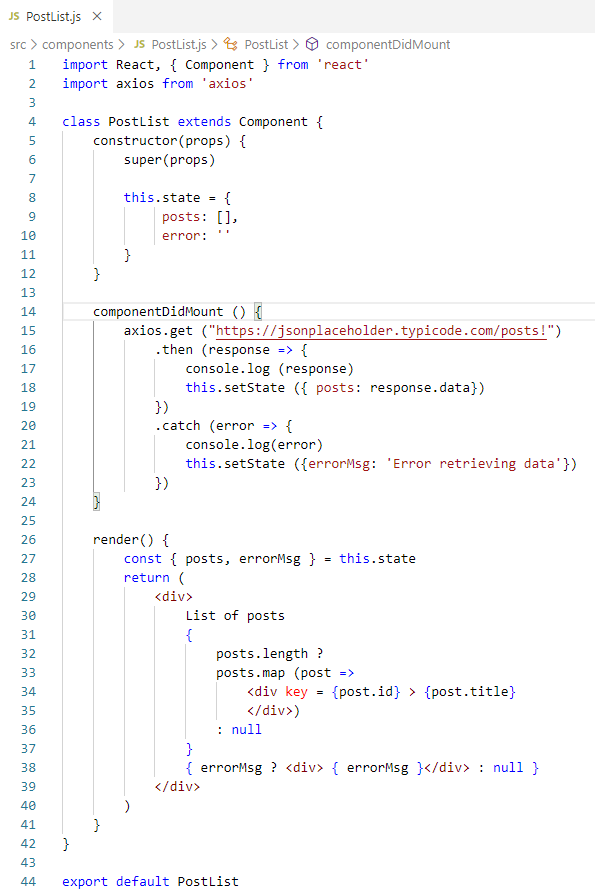 JS PostList.js ×
src > components > JS PostList.js > PostList > componentDidMount
1 import React, { Component } from 'react'
2 import axios from 'axios'
3
4 class PostList extends Component {
5     constructor(props) {
6         super(props)
7
8         this.state = {
9              posts: [],
10              error: ''
11         }
12     }
13
14     componentDidMount () {
15         axios.get ("https://jsonplaceholder.typicode.com/posts!")
16             .then (response => {
17                 console.log (response)
18                 this.setState ({ posts: response.data})
19             })
20             .catch (error => {
21                 console.log(error)
22                 this.setState ({errorMsg: 'Error retrieving data'})
23             })
24     }
25
26     render() {
27         const { posts, errorMsg } = this.state
28         return (
29             <div>
30                 List of posts
31                 {
32                     posts.length ?
33                     posts.map (post =>
34                         <div key = {post.id} > {post.title}
35                         </div>)
36                     : null
37                 }
38                 { errorMsg ? <div> { errorMsg }</div> : null }
39             </div>
40         )
41     }
42 }
43
44 export default PostList